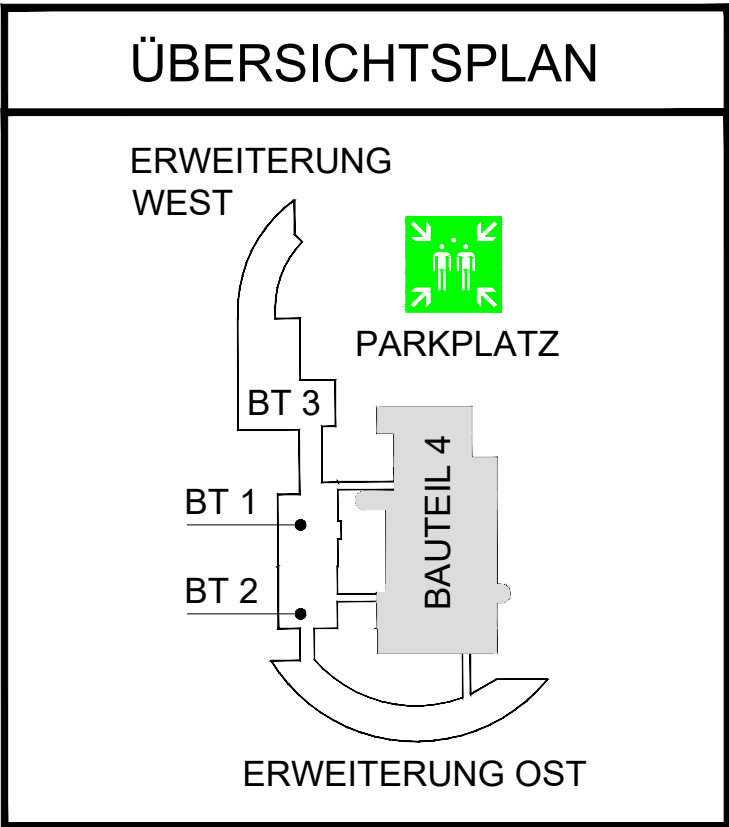 ÜBERSICHTSPLAN
ERWEITERUNG
WEST
PARKPLATZ
BT 3
BAUTEIL 4
BT 1
BT 2
ERWEITERUNG OST